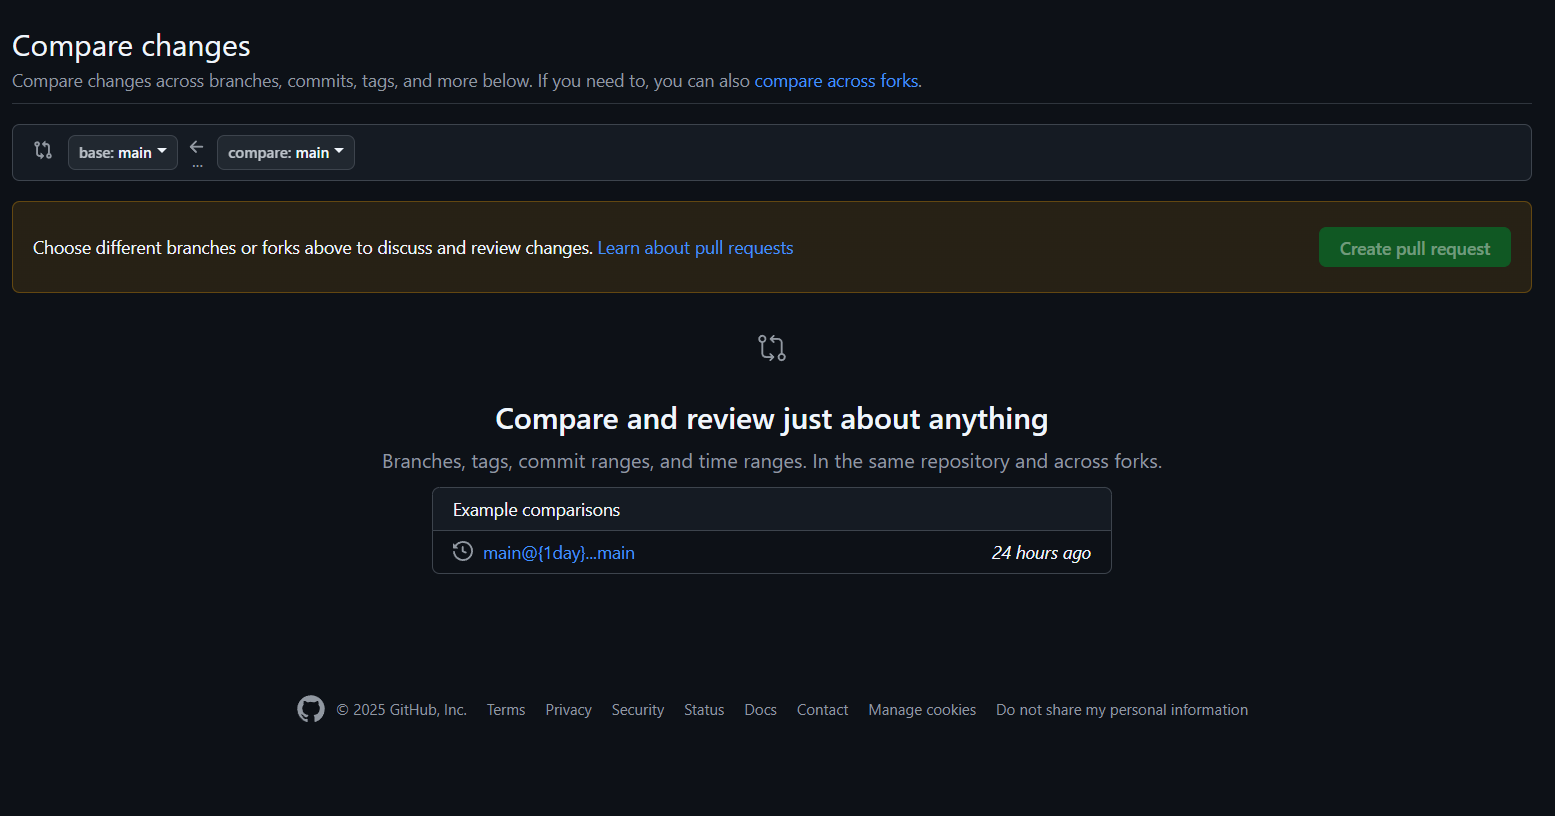 Compare changes
Compare changes across branches, commits, tags, and more below. If you need to, you can also compare across forks.
base: main ... compare: main
Choose different branches or forks above to discuss and review changes. Learn about pull requests Create pull request
Compare and review just about anything
Branches, tags, commit ranges, and time ranges. In the same repository and across forks.
Example comparisons
main@{1day}...main 24 hours ago
© 2025 GitHub, Inc. Terms Privacy Security Status Docs Contact Manage cookies Do not share my personal information